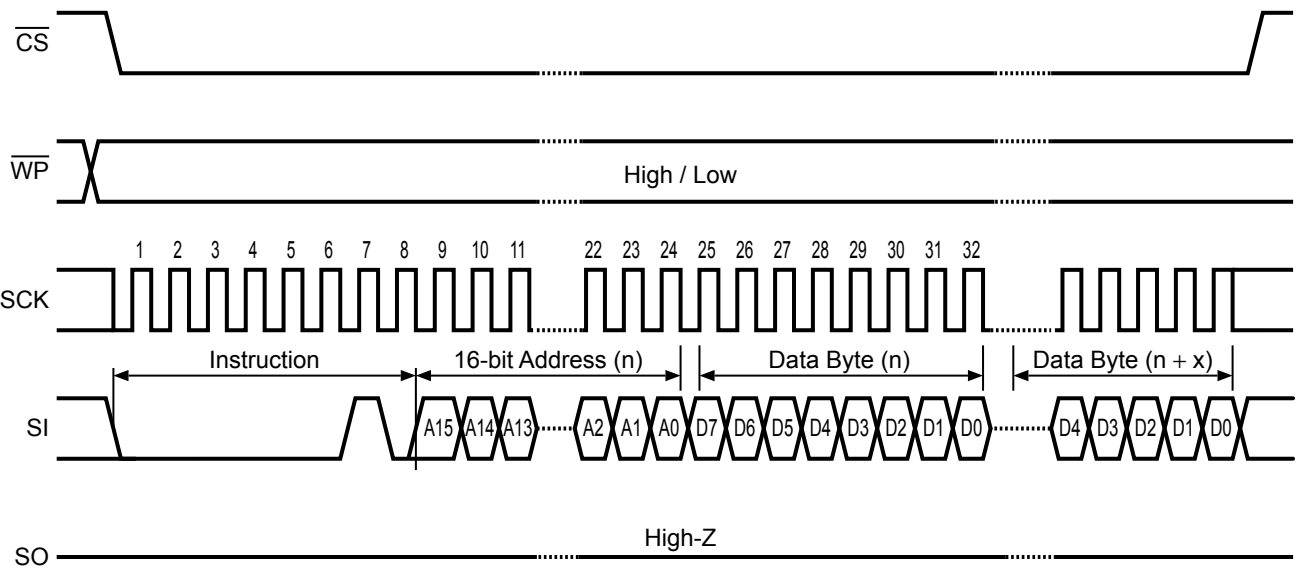 CS
WP
High / Low
1 2 3 4 5 6 7 8 9 10 11 22 23 24 25 26 27 28 29 30 31 32
SCK
Instruction 16-bit Address (n) Data Byte (n) Data Byte (n + x)
SI A15 A14 A13 A2 A1 A0 D7 D6 D5 D4 D3 D2 D1 D0 D4 D3 D2 D1 D0
High-Z
SO